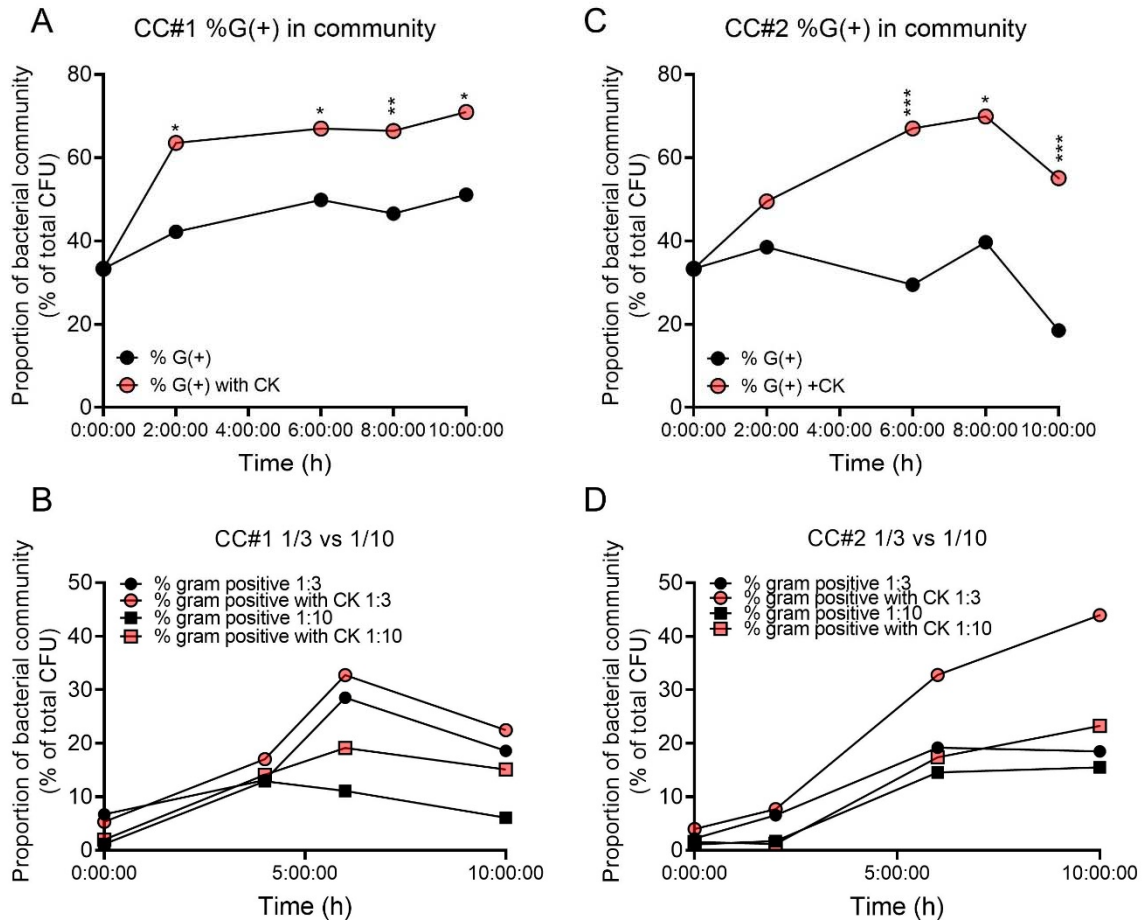 A
CC#1 %G(+) in community
Proportion of bacterial community
(% of total CFU)
80
60
40
20
0
*
*
**
*
% G(+)
% G(+) with CK
0:00:00 2:00:00 4:00:00 6:00:00 8:00:00 10:00:00
Time (h)
C
CC#2 %G(+) in community
Proportion of bacterial community
(% of total CFU)
80
60
40
20
0
***
*
***
% G(+)
% G(+) +CK
0:00:00 2:00:00 4:00:00 6:00:00 8:00:00 10:00:00
Time (h)
B
CC#1 1/3 vs 1/10
Proportion of bacterial community
(% of total CFU)
50
40
30
20
10
0
% gram positive 1:3
% gram positive with CK 1:3
% gram positive 1:10
% gram positive with CK 1:10
0:00:00 5:00:00 10:00:00
Time (h)
D
CC#2 1/3 vs 1/10
Proportion of bacterial community
(% of total CFU)
50
40
30
20
10
0
% gram positive 1:3
% gram positive with CK 1:3
% gram positive 1:10
% gram positive with CK 1:10
0:00:00 5:00:00 10:00:00
Time (h)